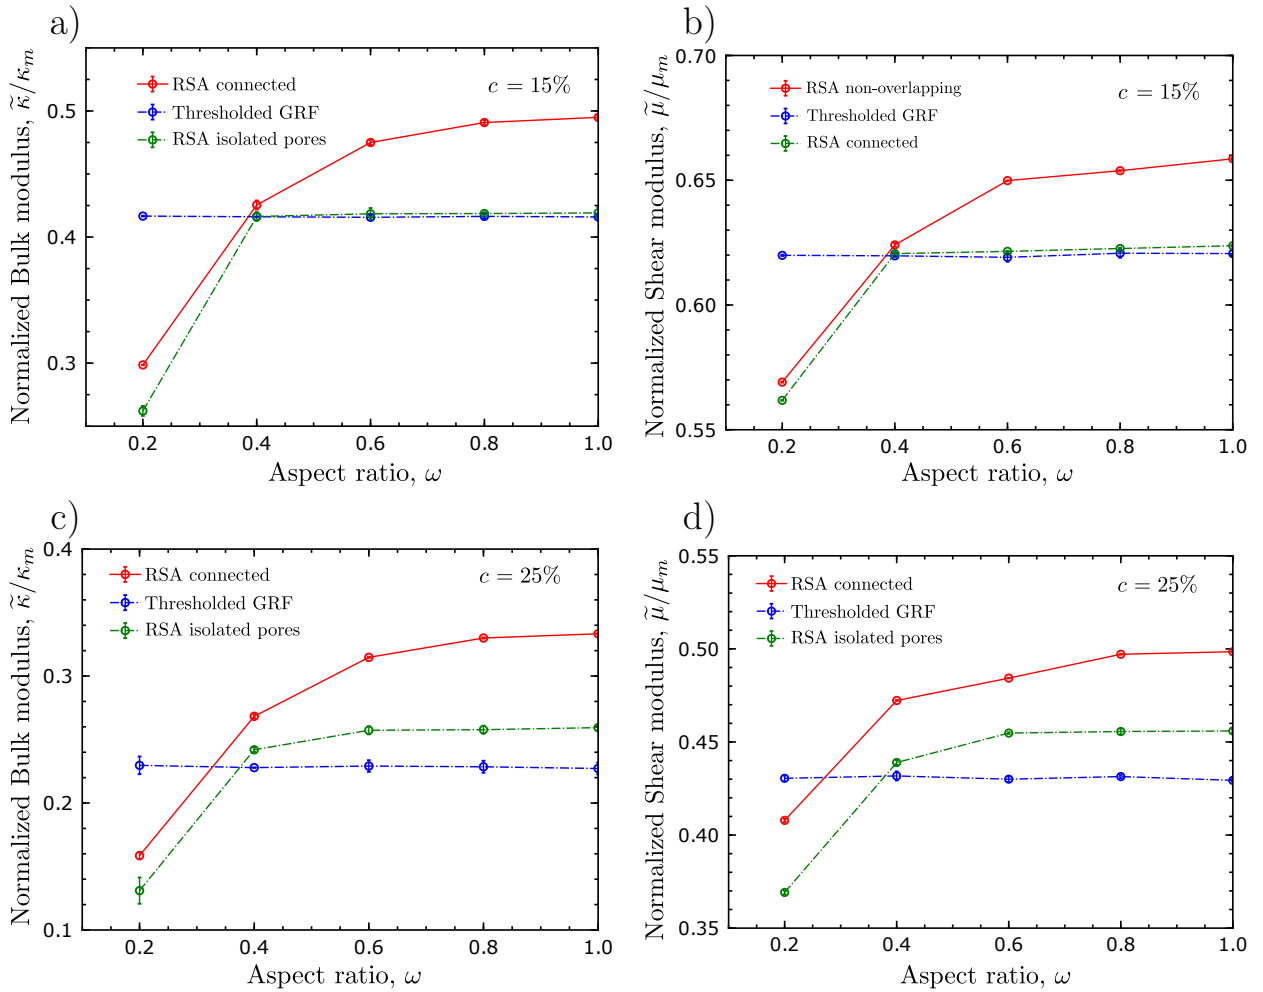 a)
Normalized Bulk modulus, κ̃/κₘ
0.5
0.4
0.3
RSA connected
Thresholded GRF
RSA isolated pores
c = 15%
0.2 0.4 0.6 0.8 1.0
Aspect ratio, ω
b)
Normalized Shear modulus, μ̃/μₘ
0.70
0.65
0.60
0.55
RSA non-overlapping
Thresholded GRF
RSA connected
c = 15%
0.2 0.4 0.6 0.8 1.0
Aspect ratio, ω
c)
Normalized Bulk modulus, κ̃/κₘ
0.4
0.3
0.2
0.1
RSA connected
Thresholded GRF
RSA isolated pores
c = 25%
0.2 0.4 0.6 0.8 1.0
Aspect ratio, ω
d)
Normalized Shear modulus, μ̃/μₘ
0.55
0.50
0.45
0.40
0.35
RSA connected
Thresholded GRF
RSA isolated pores
c = 25%
0.2 0.4 0.6 0.8 1.0
Aspect ratio, ω